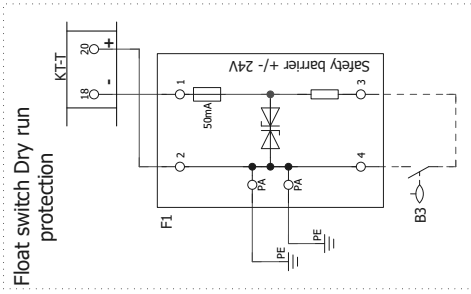 Float switch Dry run
protection
KT-T
20 +
18 -
Safety barrier +/- 24V
1
50mA
3
2
4
PA
PA
F1
PE
PE
B3